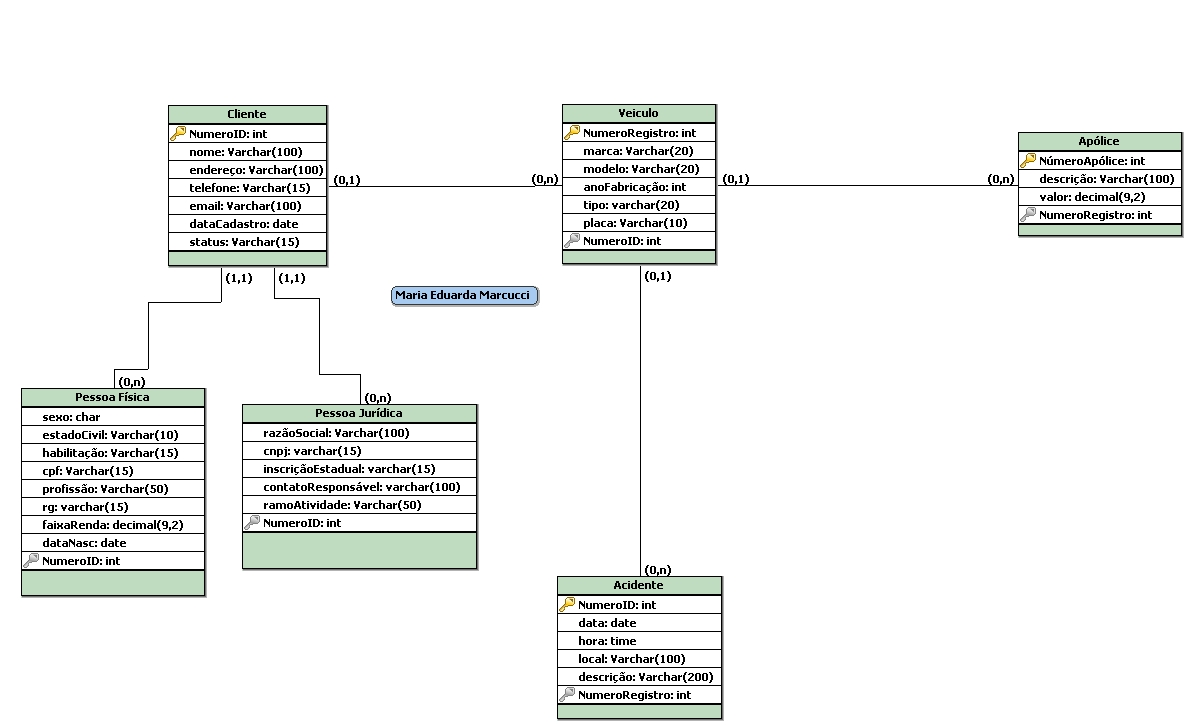 Cliente
NumeroID: int
nome: Varchar(100)
endereço: Varchar(100)
telefone: Varchar(15)
email: Varchar(100)
dataCadastro: date
status: Varchar(15)
(0,1)
(0,n)
(1,1)
(1,1)
Veiculo
NumeroRegistro: int
marca: Varchar(20)
modelo: Varchar(20)
anoFabricação: int
tipo: varchar(20)
placa: Varchar(10)
NumeroID: int
(0,1)
(0,n)
(0,1)
Apólice
NúmeroApólice: int
descrição: Varchar(100)
valor: decimal(9,2)
NumeroRegistro: int
Maria Eduarda Marcucci
(0,n)
Pessoa Física
sexo: char
estadoCivil: Varchar(10)
habilitação: Varchar(15)
cpf: Varchar(15)
profissão: Varchar(50)
rg: varchar(15)
faixaRenda: decimal(9,2)
dataNasc: date
NumeroID: int
(0,n)
Pessoa Jurídica
razãoSocial: Varchar(100)
cnpj: varchar(15)
inscriçãoEstadual: varchar(15)
contatoResponsável: varchar(100)
ramoAtividade: Varchar(50)
NumeroID: int
(0,n)
Acidente
NumeroID: int
data: date
hora: time
local: Varchar(100)
descrição: Varchar(200)
NumeroRegistro: int